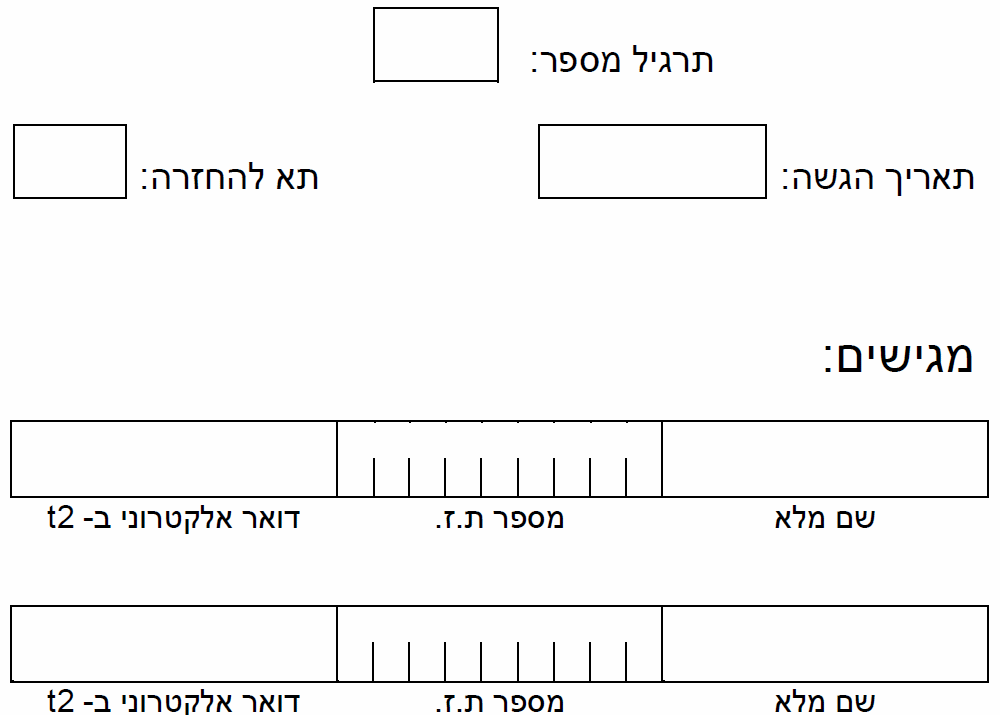 תרגיל מספר:
תאריך הגשה: תא להחזרה:
מגישים:
שם מלא מספר ת.ז. דואר אלקטרוני ב- t2
שם מלא מספר ת.ז. דואר אלקטרוני ב- t2